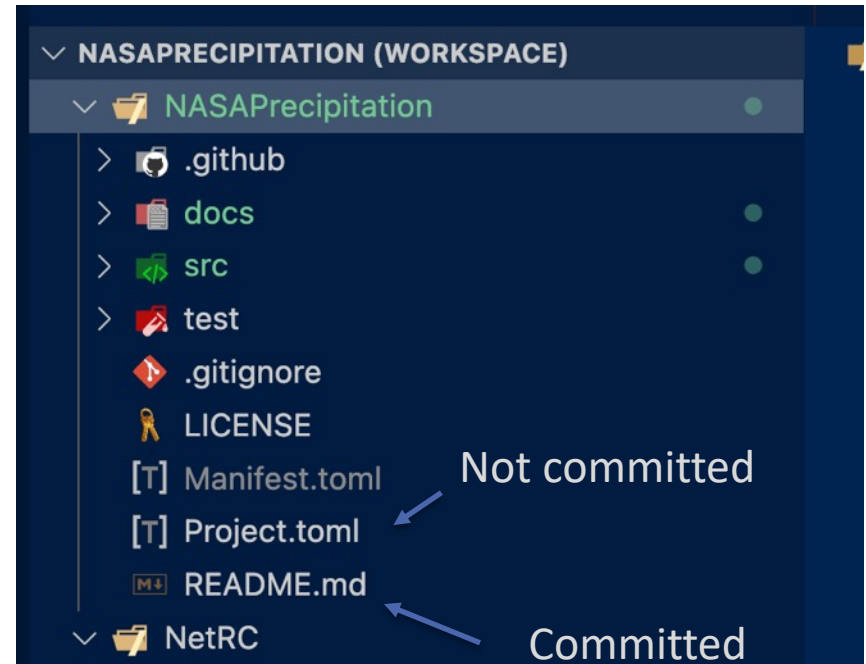 NASAPRECIPITATION (WORKSPACE)
NASAPrecipitation
.github
docs
</> src
test
.gitignore
LICENSE
[T] Manifest.toml
Not committed
[T] Project.toml
M↓ README.md
NetRC
Committed